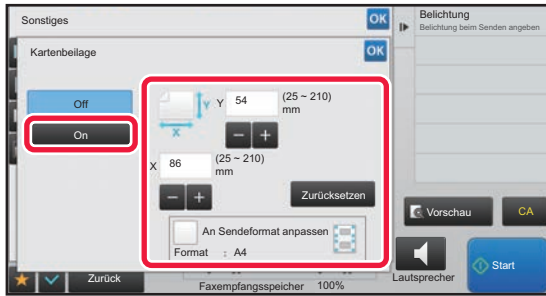 Sonstiges
OK
Belichtung
Belichtung beim Senden angeben
Kartenbeilage
OK
Off
On
Y
X
Y 54 (25 ~ 210)
mm
X 86 (25 ~ 210)
mm
Zurücksetzen
An Sendeformat anpassen
Format : A4
Vorschau
CA
Zurück
Faxempfangsspeicher 100%
Lautsprecher
Start